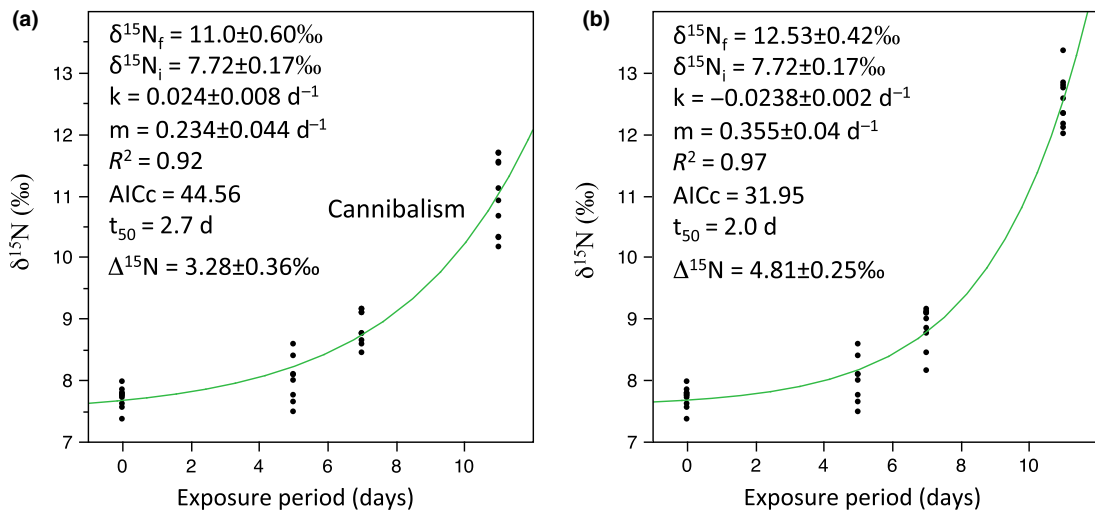 (a)
δ¹⁵N_f = 11.0±0.60‰
δ¹⁵N_i = 7.72±0.17‰
k = 0.024±0.008 d⁻¹
m = 0.234±0.044 d⁻¹
R² = 0.92
AICc = 44.56
t₅₀ = 2.7 d
Δ¹⁵N = 3.28±0.36‰
Cannibalism
δ¹⁵N (‰)
13
12
11
10
9
8
7
0 2 4 6 8 10
Exposure period (days)
(b)
δ¹⁵N_f = 12.53±0.42‰
δ¹⁵N_i = 7.72±0.17‰
k = −0.0238±0.002 d⁻¹
m = 0.355±0.04 d⁻¹
R² = 0.97
AICc = 31.95
t₅₀ = 2.0 d
Δ¹⁵N = 4.81±0.25‰
δ¹⁵N (‰)
13
12
11
10
9
8
7
0 2 4 6 8 10
Exposure period (days)